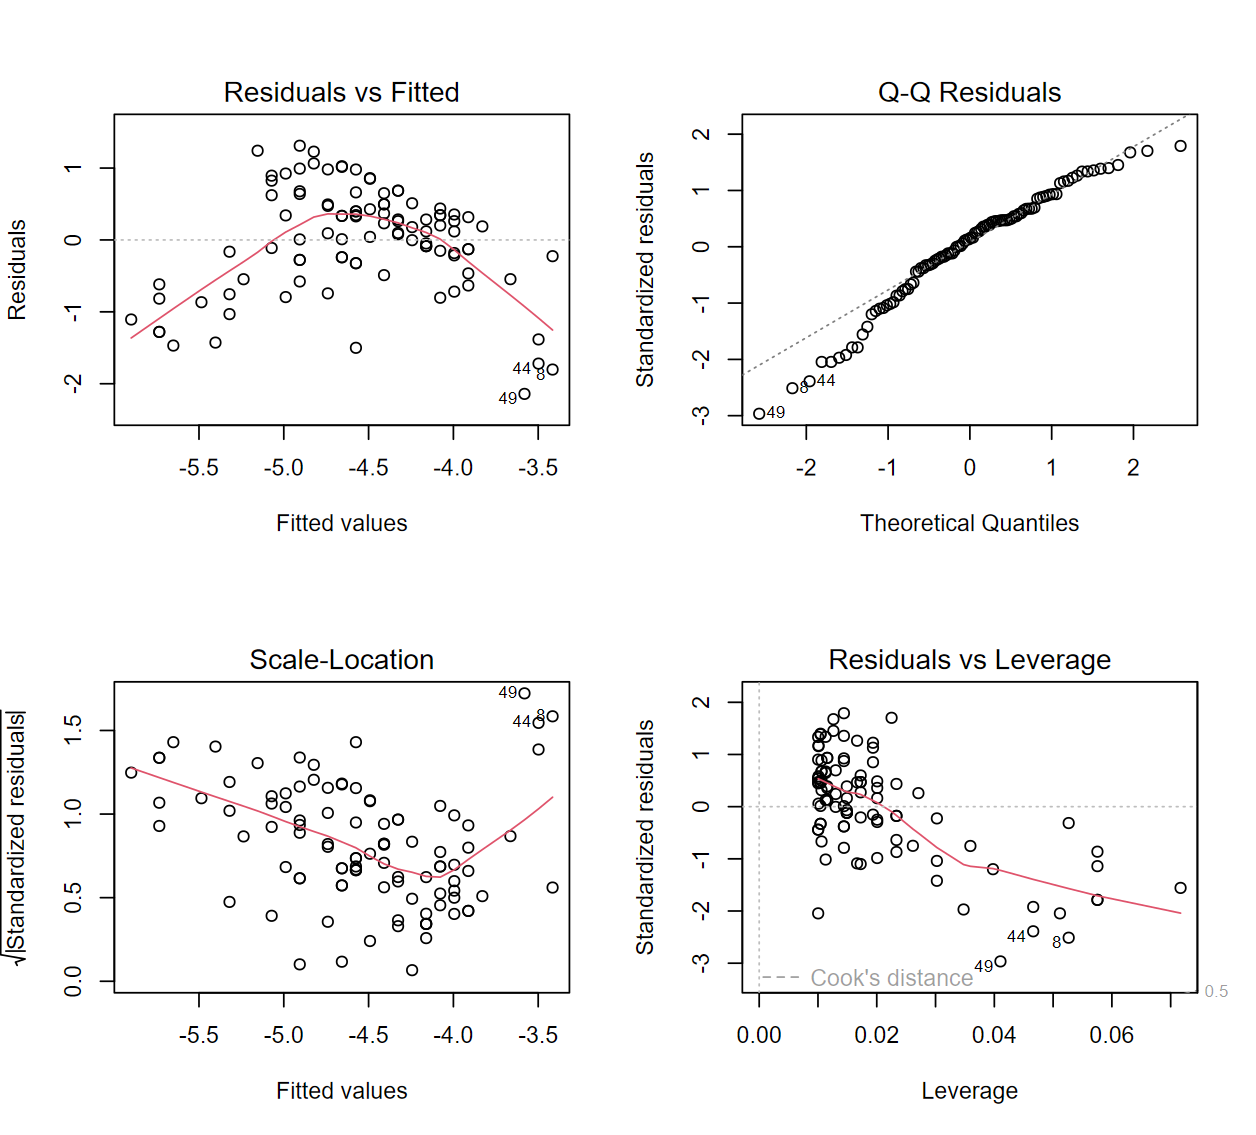 Residuals vs Fitted
Residuals
1
0
-1
-2
44
8
49
-5.5 -5.0 -4.5 -4.0 -3.5
Fitted values
Q-Q Residuals
Standardized residuals
2
1
0
-1
-2
-3
8 44
49
-2 -1 0 1 2
Theoretical Quantiles
Scale-Location
√|Standardized residuals|
1.5
1.0
0.5
0.0
49
44 8
-5.5 -5.0 -4.5 -4.0 -3.5
Fitted values
Residuals vs Leverage
Standardized residuals
2
1
0
-1
-2
-3
44
8
49
Cook's distance
0.5
0.00 0.02 0.04 0.06
Leverage